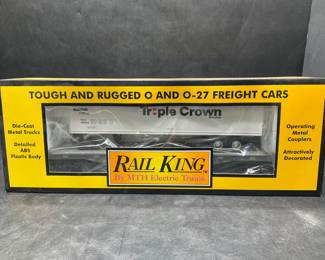 TOUGH AND RUGGED O AND O-27 FREIGHT CARS
Die-Cast
Metal Trucks
Detailed
ABS
Plastic Body
Triple Crown
Operating
Metal
Couplers
Attractively
Decorated
RAIL KING™
By MTH Electric Trains